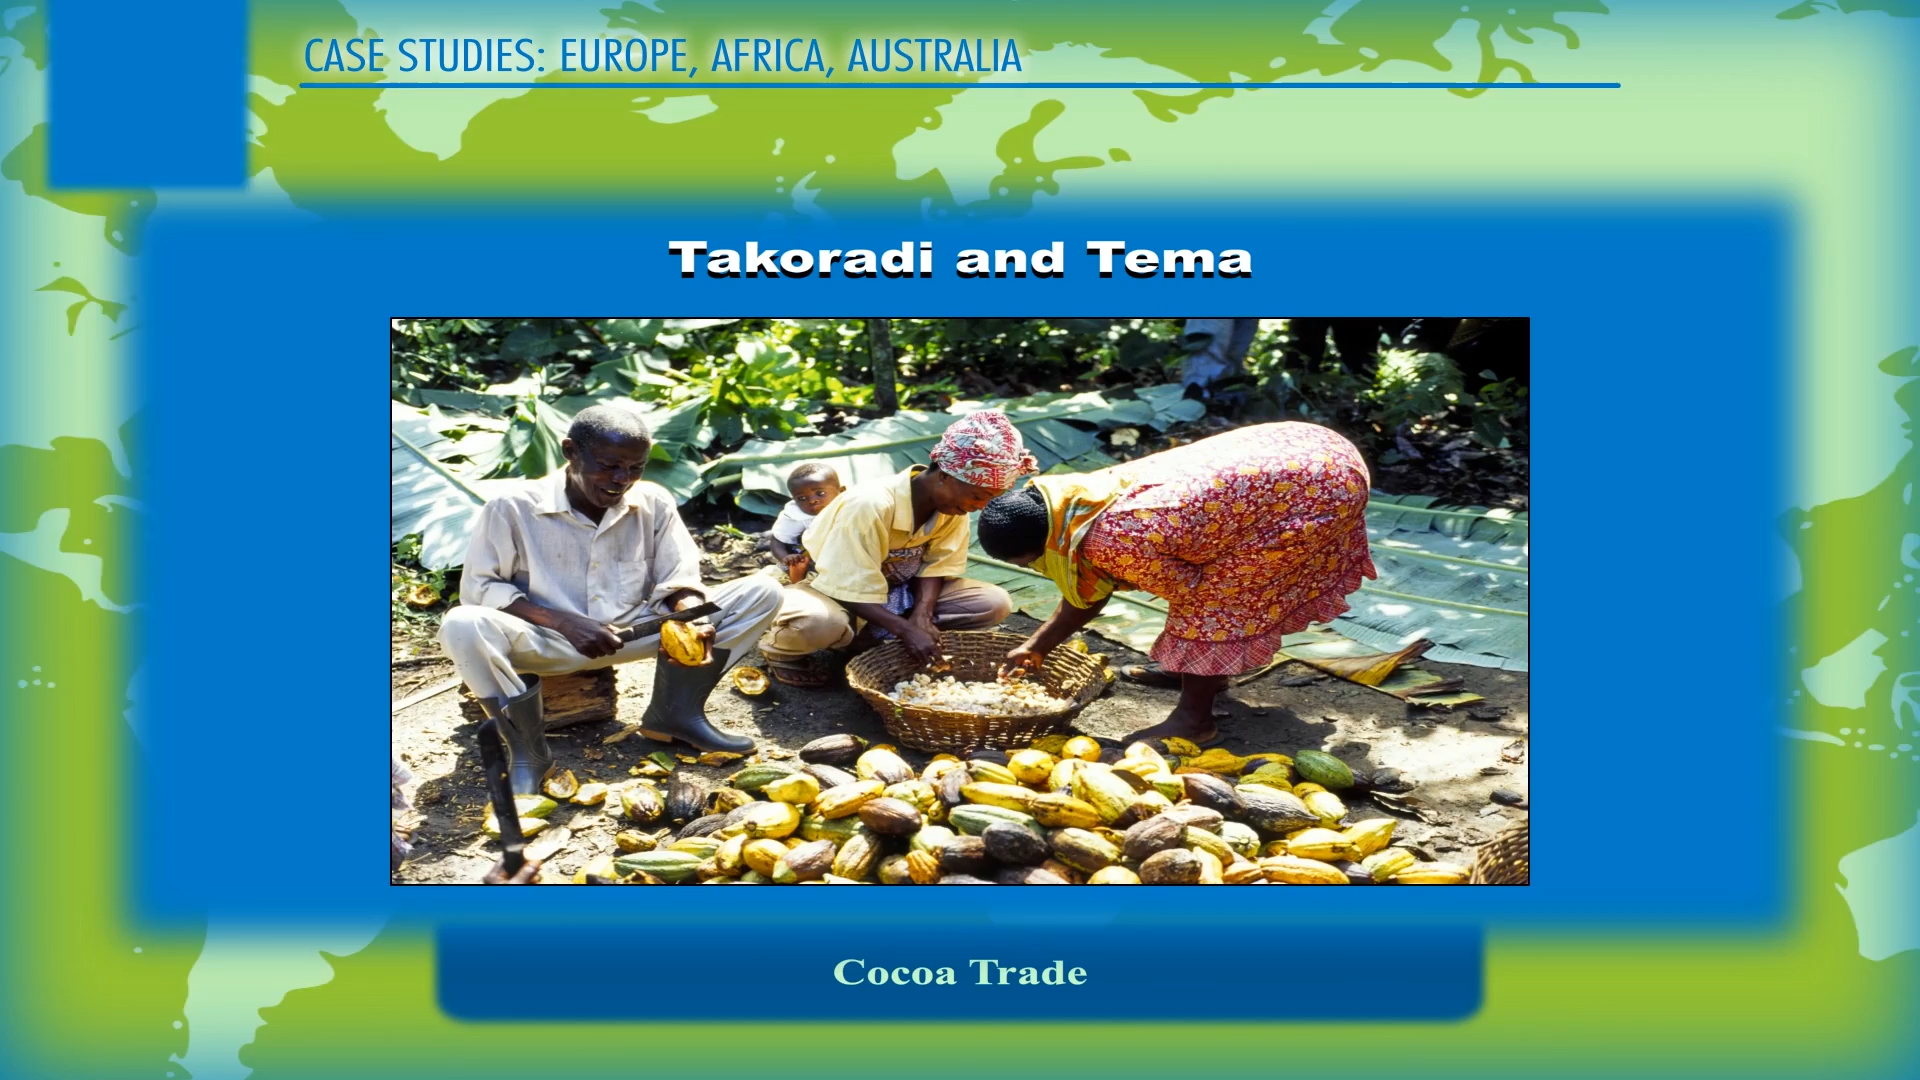 CASE STUDIES: EUROPE, AFRICA, AUSTRALIA
Takoradi and Tema
Cocoa Trade